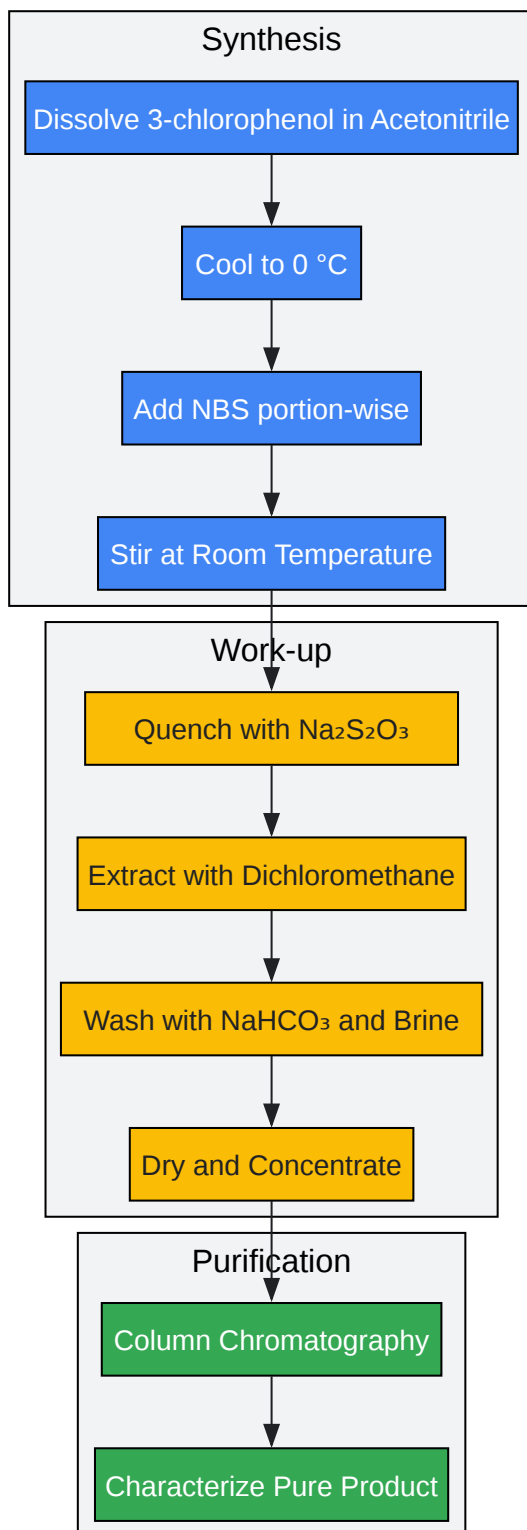 Synthesis
Dissolve 3-chlorophenol in Acetonitrile
Cool to 0 °C
Add NBS portion-wise
Stir at Room Temperature
Work-up
Quench with Na₂S₂O₃
Extract with Dichloromethane
Wash with NaHCO₃ and Brine
Dry and Concentrate
Purification
Column Chromatography
Characterize Pure Product